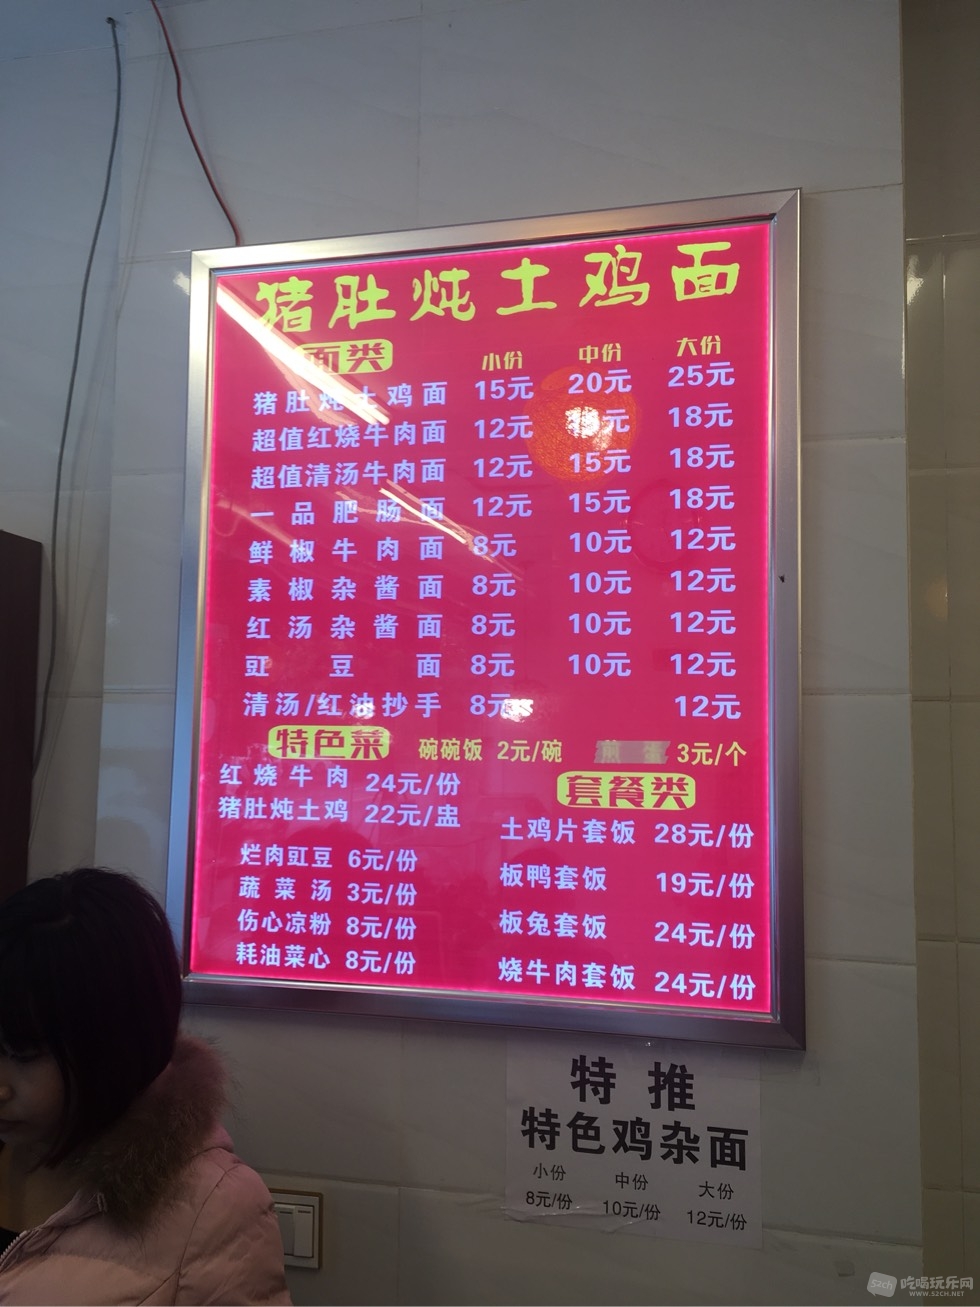 猪肚炖土鸡面
面类 小份 中份 大份
猪肚炖土鸡面 15元 20元 25元
超值红烧牛肉面 12元 元 18元
超值清汤牛肉面 12元 15元 18元
一品肥肠面 12元 15元 18元
鲜椒牛肉面 8元 10元 12元
素椒杂酱面 8元 10元 12元
红汤杂酱面 8元 10元 12元
豇豆面 8元 10元 12元
清汤/红油抄手 8元 12元
特色菜 碗碗饭 2元/碗 3元/个
红烧牛肉 24元/份
猪肚炖土鸡 22元/盅
烂肉豇豆 6元/份
蔬菜汤 3元/份
伤心凉粉 8元/份
耗油菜心 8元/份
套餐类
土鸡片套饭 28元/份
板鸭套饭 19元/份
板兔套饭 24元/份
烧牛肉套饭 24元/份
特推
特色鸡杂面
小份 中份 大份
8元/份 10元/份 12元/份
S2ch 吃喝玩乐网
WWW.S2CH.NET